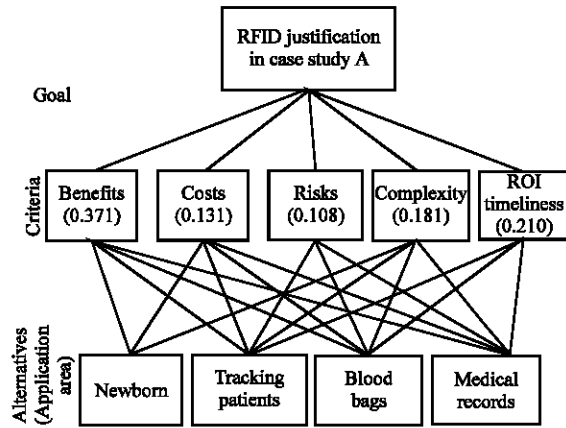 RFID justification
in case study A
Goal
Criteria
Benefits
(0.371)
Costs
(0.131)
Risks
(0.108)
Complexity
(0.181)
ROI
timeliness
(0.210)
Alternatives
(Application
area)
Newborn
Tracking
patients
Blood
bags
Medical
records